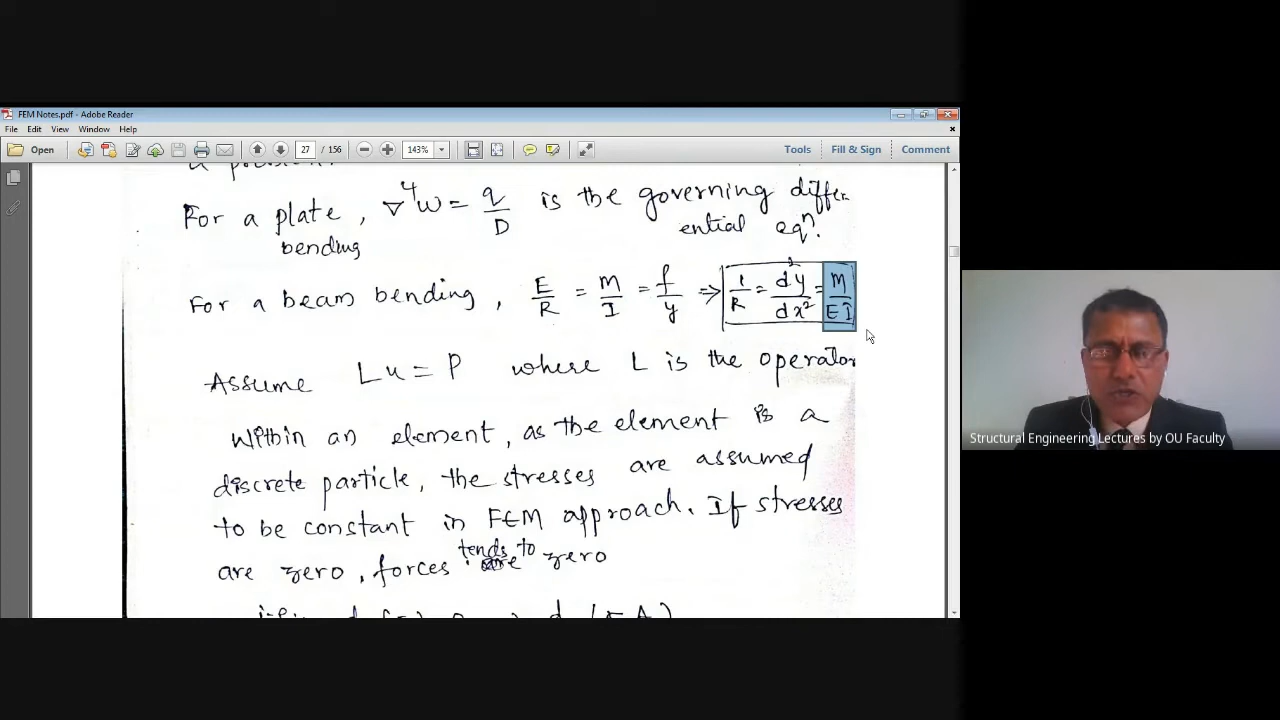 FEM Notes.pdf - Adobe Reader
File Edit View Window Help
Open 27 / 156 143% Tools Fill & Sign Comment
For a plate bending, ∇⁴w = q/D is the governing differential eqⁿ.
For a beam bending, E/R = M/I = f/y => 1/R = d²y/dx² = M/EI
Assume Lu = P where L is the operator
Within an element, as the element is a
discrete particle, the stresses are assumed
to be constant in FEM approach. If stresses
are zero, forces tends to zero
Structural Engineering Lectures by OU Faculty